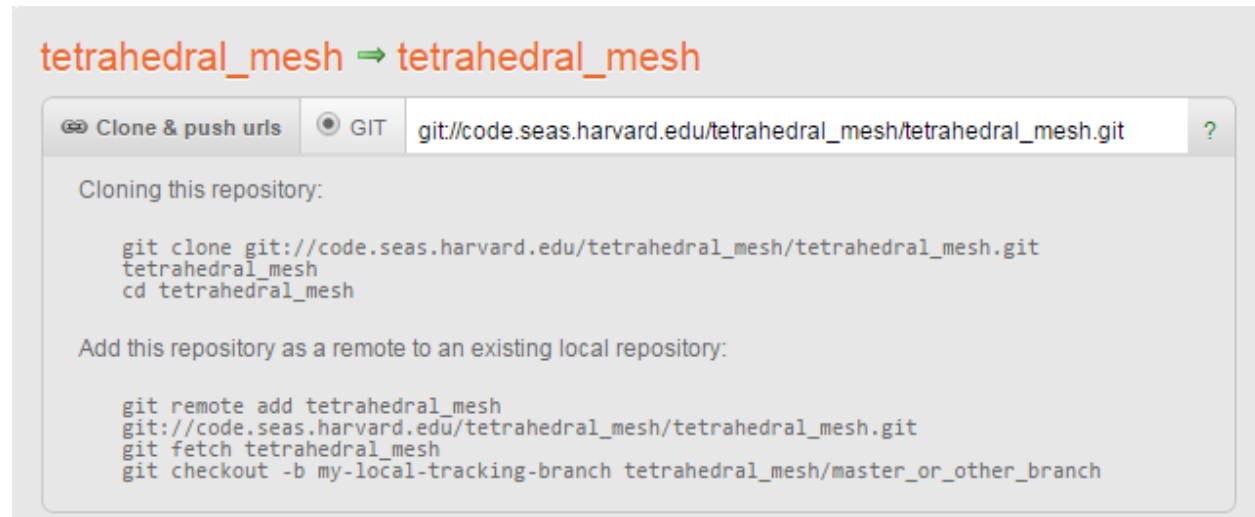 tetrahedral_mesh ⇒ tetrahedral_mesh
Clone & push urls GIT git://code.seas.harvard.edu/tetrahedral_mesh/tetrahedral_mesh.git ?
Cloning this repository:
git clone git://code.seas.harvard.edu/tetrahedral_mesh/tetrahedral_mesh.git
tetrahedral_mesh
cd tetrahedral_mesh
Add this repository as a remote to an existing local repository:
git remote add tetrahedral_mesh
git://code.seas.harvard.edu/tetrahedral_mesh/tetrahedral_mesh.git
git fetch tetrahedral_mesh
git checkout -b my-local-tracking-branch tetrahedral_mesh/master_or_other_branch